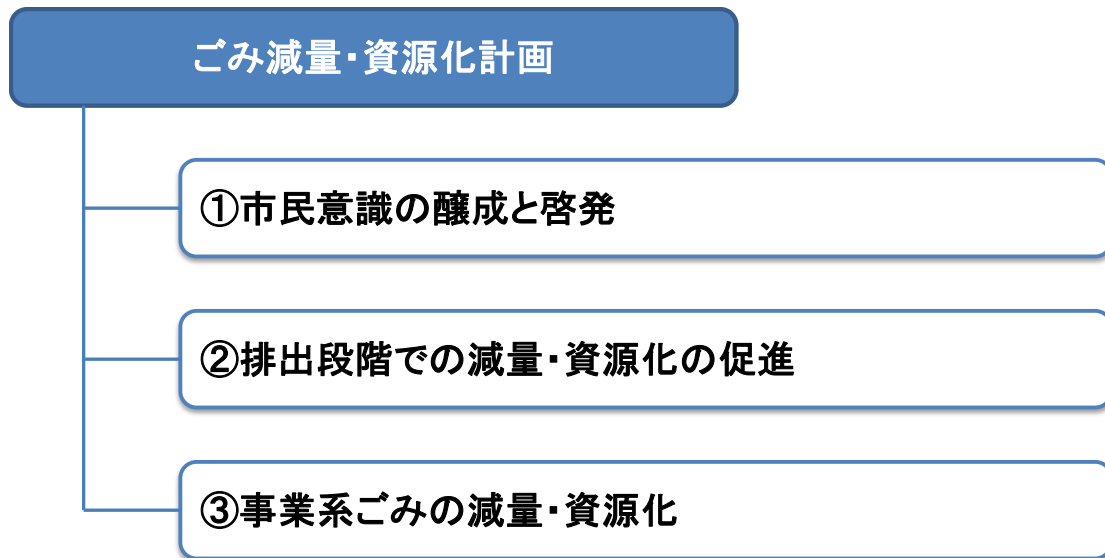 ごみ減量・資源化計画
①市民意識の醸成と啓発
②排出段階での減量・資源化の促進
③事業系ごみの減量・資源化